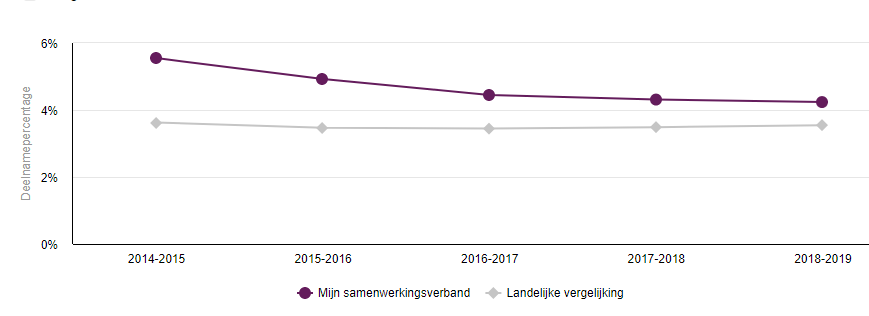 6%
4%
2%
0%
Deelnamepercentage
2014-2015 2015-2016 2016-2017 2017-2018 2018-2019
Mijn samenwerkingsverband Landelijke vergelijking